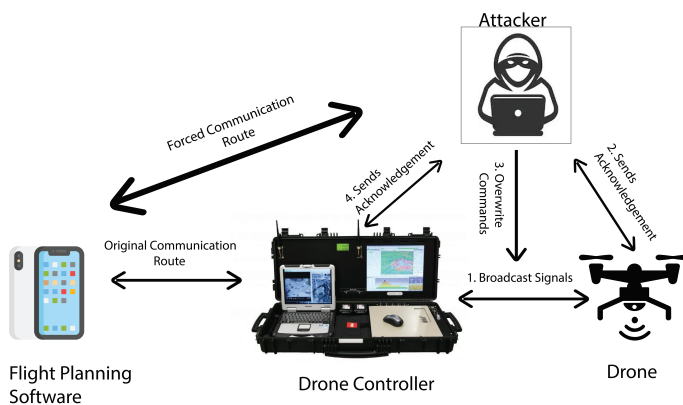 Attacker
Forced Communication
Route
4. Sends
Acknowledgement
3. Overwrite
Commands
2. Sends
Acknowledgement
Original Communication
Route
1. Broadcast Signals
Flight Planning
Software
Drone Controller
Drone